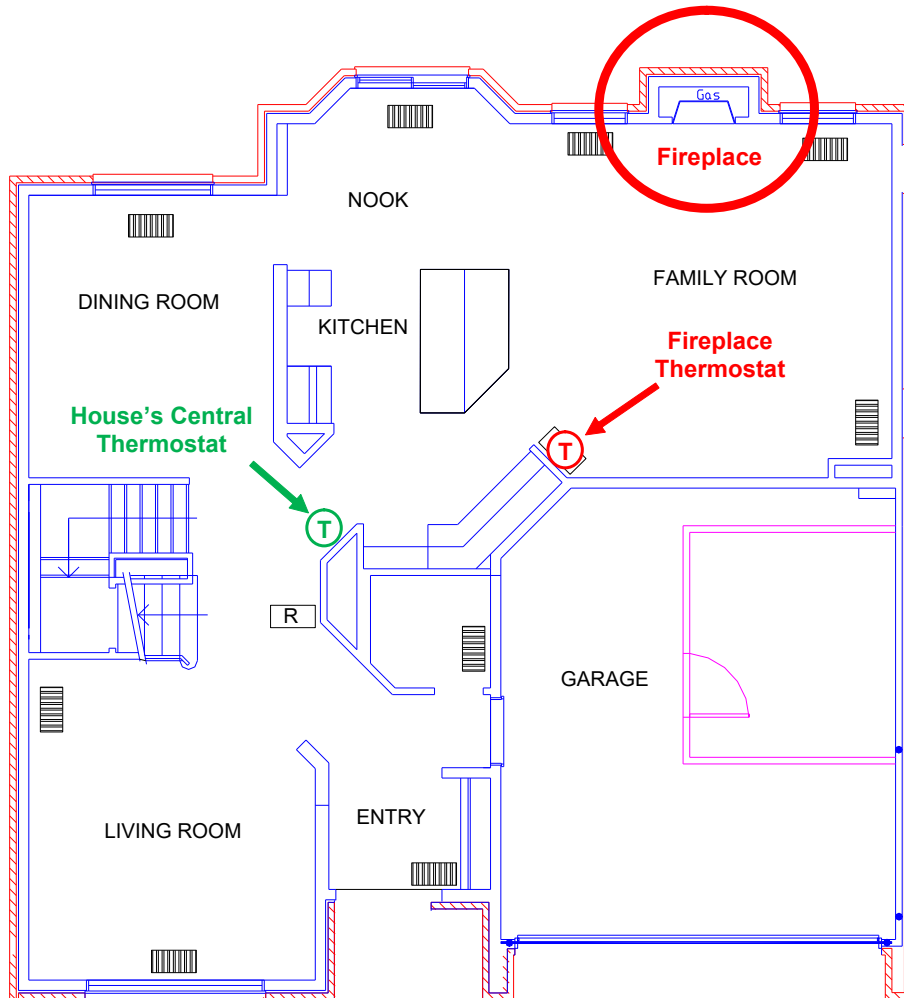 Gas
Fireplace
NOOK
FAMILY ROOM
DINING ROOM
KITCHEN
Fireplace
Thermostat
House's Central
Thermostat
T
T
R
GARAGE
LIVING ROOM
ENTRY